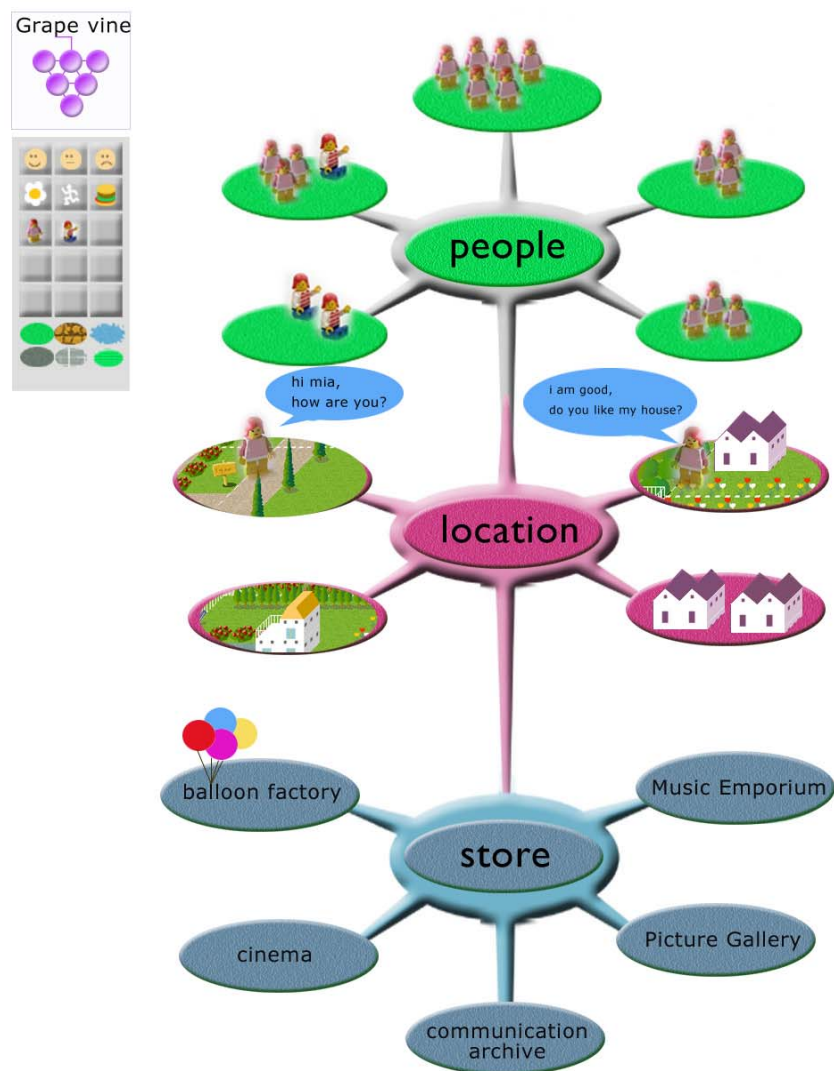 Grape vine
people
hi mia,
how are you?
i am good,
do you like my house?
location
balloon factory
Music Emporium
store
cinema
Picture Gallery
communication
archive